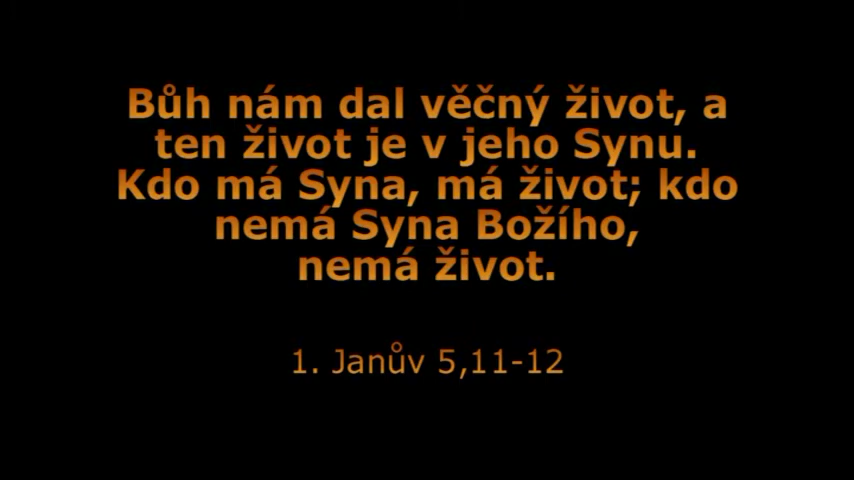 Bůh nám dal věčný život, a
ten život je v jeho Synu.
Kdo má Syna, má život; kdo
nemá Syna Božího,
nemá život.
1. Janův 5,11-12